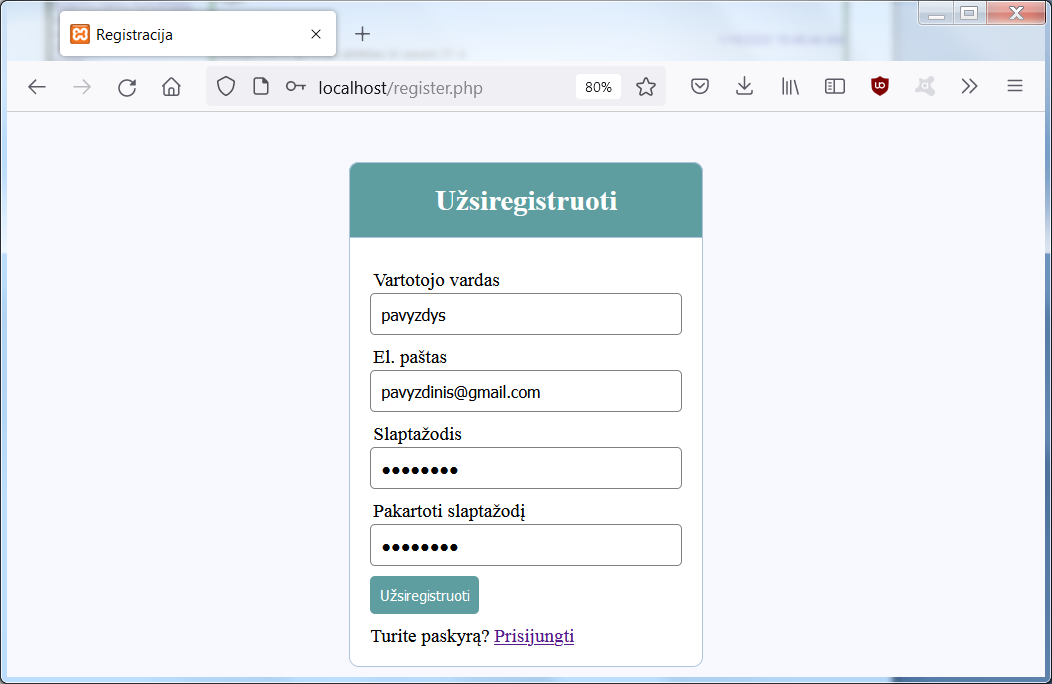 Registracija
localhost/register.php
80%
Užsiregistruoti
Vartotojo vardas
pavyzdys
El. paštas
pavyzdinis@gmail.com
Slaptažodis
Pakartoti slaptažodį
Užsiregistruoti
Turite paskyrą? Prisijungti